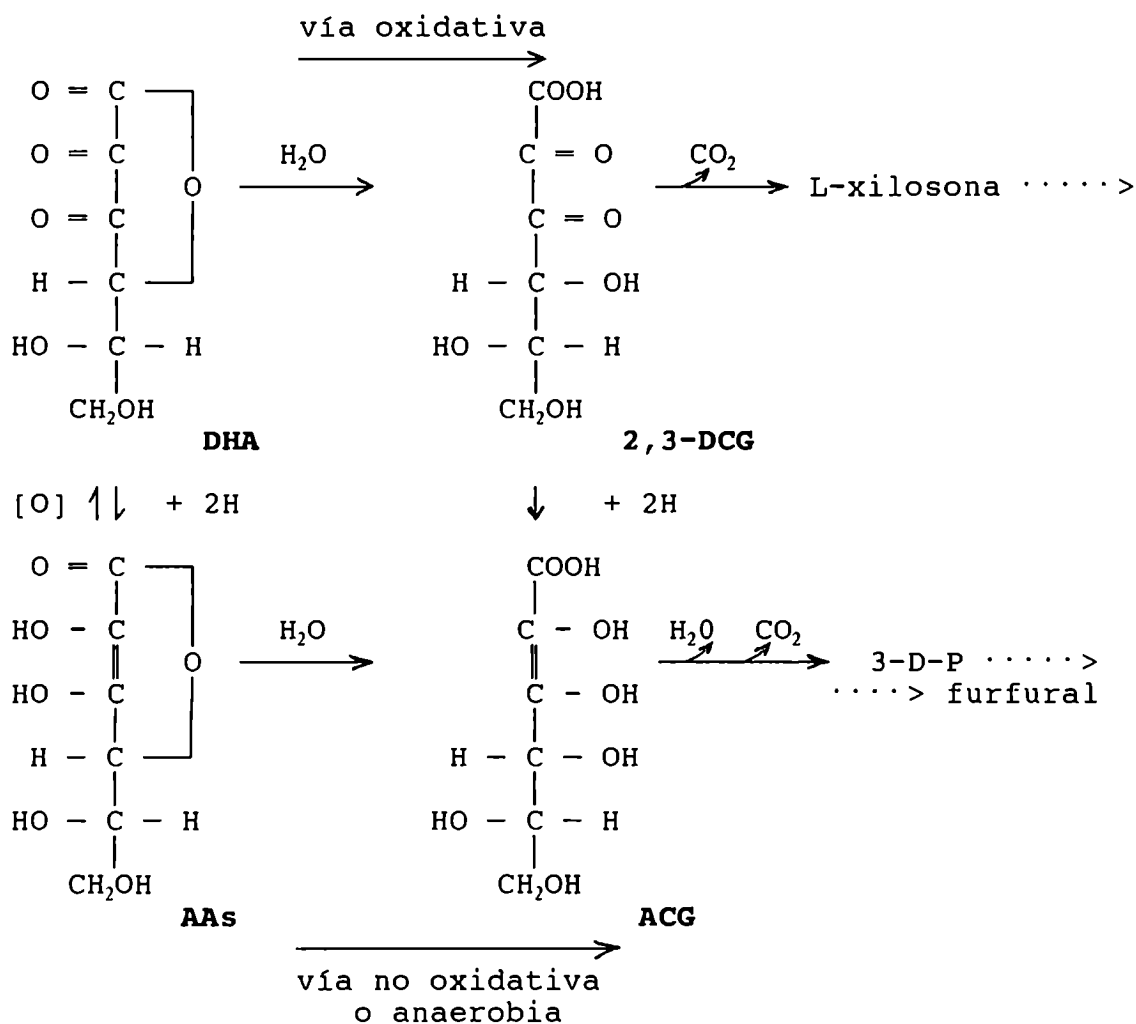 vía oxidativa
O = C COOH
O = C H₂O C = O CO₂
O L-xilosona ·····>
O = C C = O
H – C H – C – OH
HO – C – H HO – C – H
CH₂OH CH₂OH
DHA 2,3-DCG
[O] ↿⇂ + 2H ↓ + 2H
O = C COOH
HO – C H₂O C – OH H₂O CO₂
O 3-D-P ·····>
HO – C C – OH ····> furfural
H – C H – C – OH
HO – C – H HO – C – H
CH₂OH CH₂OH
AAs ACG
vía no oxidativa
o anaerobia